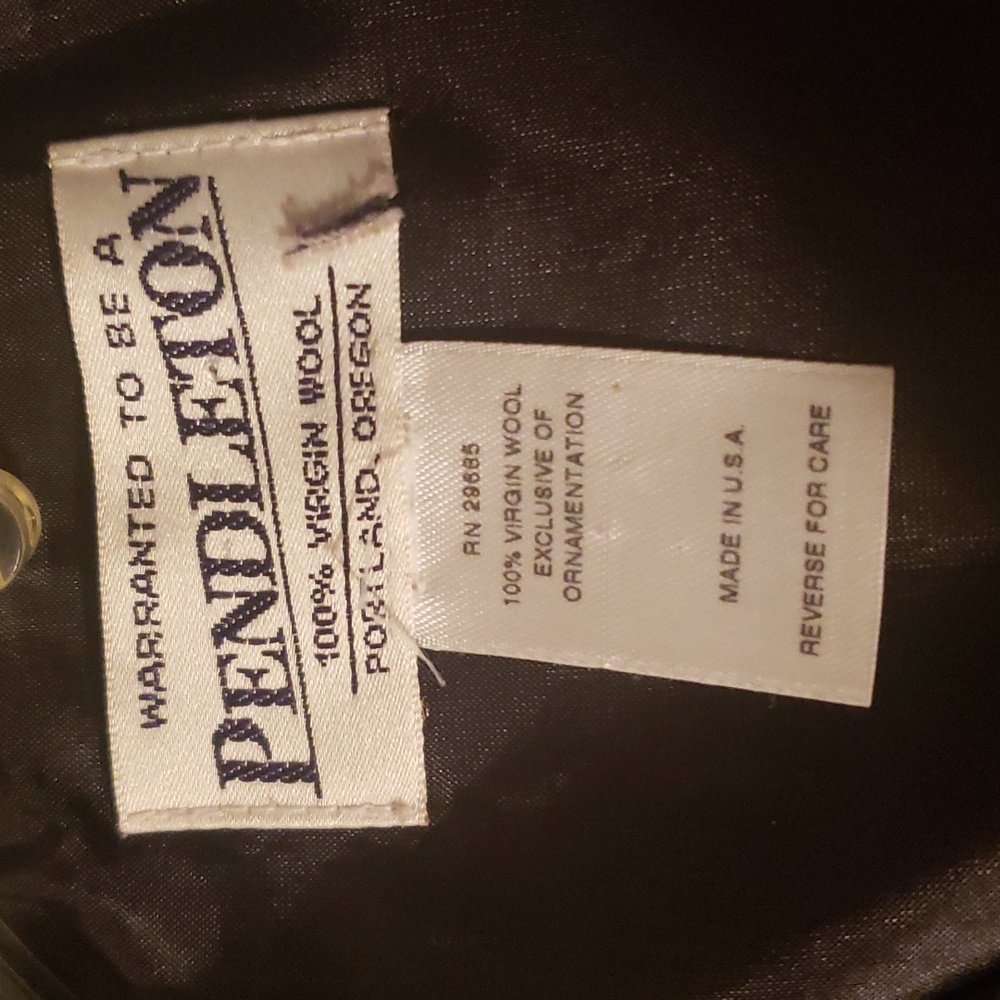 WARRANTED TO BE A
PENDLETON
100% VIRGIN WOOL
PORTLAND, OREGON
RN 29685
100% VIRGIN WOOL
EXCLUSIVE OF
ORNAMENTATION
MADE IN U.S.A.
REVERSE FOR CARE